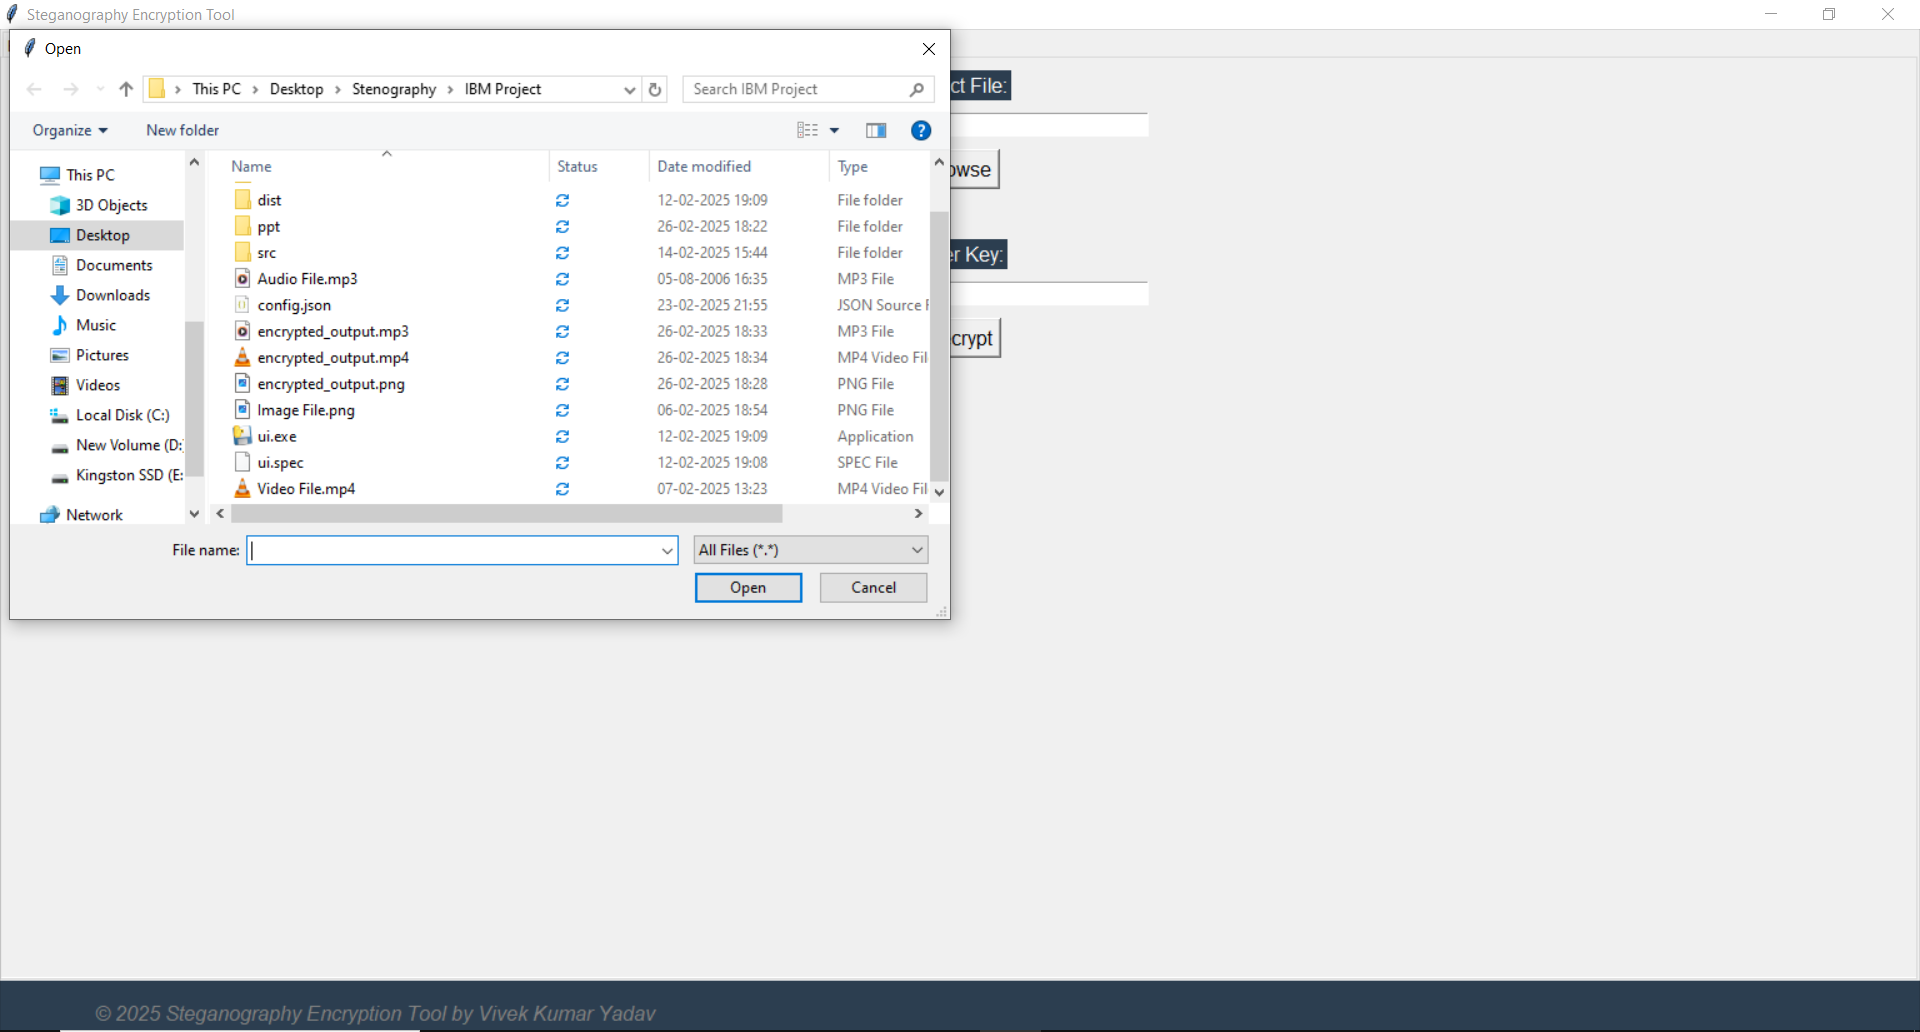 Steganography Encryption Tool
Open
This PC > Desktop > Stenography > IBM Project
Search IBM Project
ct File:
Organize
New folder
owse
Name Status Date modified Type
This PC
3D Objects
Desktop
Documents
Downloads
Music
Pictures
Videos
Local Disk (C:)
New Volume (D:
Kingston SSD (E:
Network
dist 12-02-2025 19:09 File folder
ppt 26-02-2025 18:22 File folder
src 14-02-2025 15:44 File folder
Audio File.mp3 05-08-2006 16:35 MP3 File
config.json 23-02-2025 21:55 JSON Source F
encrypted_output.mp3 26-02-2025 18:33 MP3 File
encrypted_output.mp4 26-02-2025 18:34 MP4 Video Fil
encrypted_output.png 26-02-2025 18:28 PNG File
Image File.png 06-02-2025 18:54 PNG File
ui.exe 12-02-2025 19:09 Application
ui.spec 12-02-2025 19:08 SPEC File
Video File.mp4 07-02-2025 13:23 MP4 Video Fil
er Key:
crypt
File name:
All Files (*.*)
Open
Cancel
© 2025 Steganography Encryption Tool by Vivek Kumar Yadav